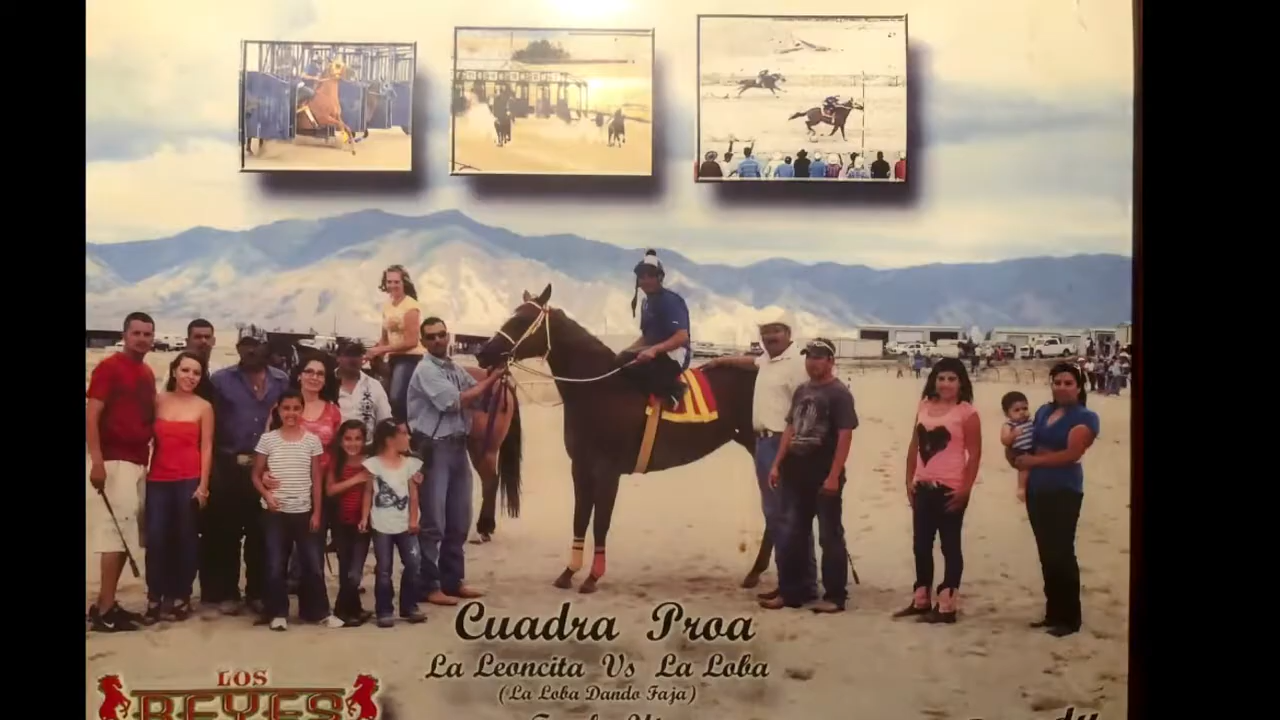 Cuadra Proa
La Leoncita Vs La Loba
(La Loba Dando Faja)
LOS
REYES